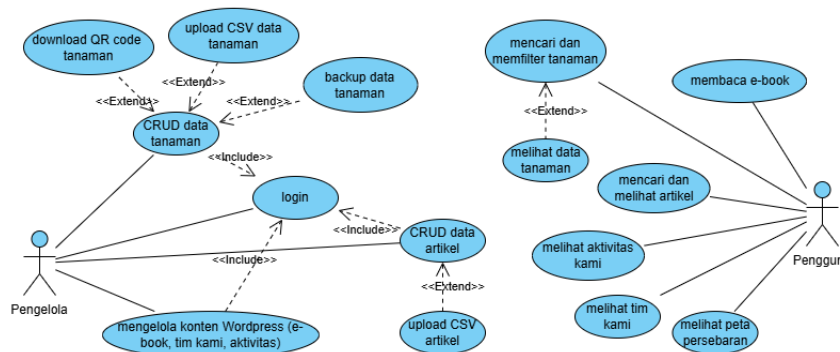 download QR code
tanaman
upload CSV data
tanaman
backup data
tanaman
<<Extend>>
<<Extend>>
<<Extend>>
CRUD data
tanaman
<<Include>>
login
<<Include>>
CRUD data
artikel
<<Include>>
<<Extend>>
upload CSV
artikel
Pengelola
mengelola konten Wordpress (e-
book, tim kami, aktivitas)
mencari dan
memfilter tanaman
<<Extend>>
melihat data
tanaman
membaca e-book
mencari dan
melihat artikel
melihat aktivitas
kami
melihat tim
kami
melihat peta
persebaran